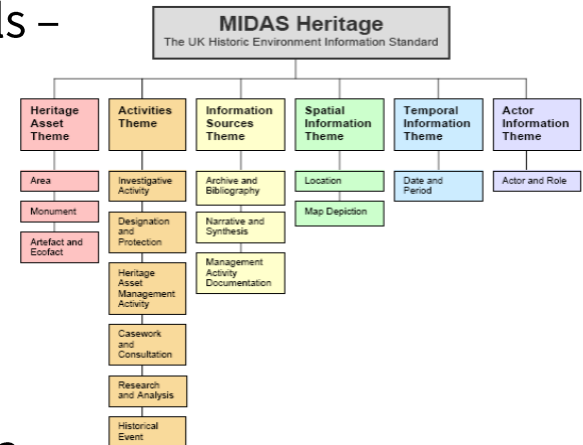 ls –
MIDAS Heritage
The UK Historic Environment Information Standard
Heritage
Asset
Theme
Area
Monument
Artefact and
Ecofact
Activities
Theme
Investigative
Activity
Designation
and
Protection
Heritage
Asset
Management
Activity
Casework
and
Consultation
Research
and Analysis
Historical
Event
Information
Sources
Theme
Archive and
Bibliography
Narrative and
Synthesis
Management
Activity
Documentation
Spatial
Information
Theme
Location
Map Depiction
Temporal
Information
Theme
Date and
Period
Actor
Information
Theme
Actor and Role